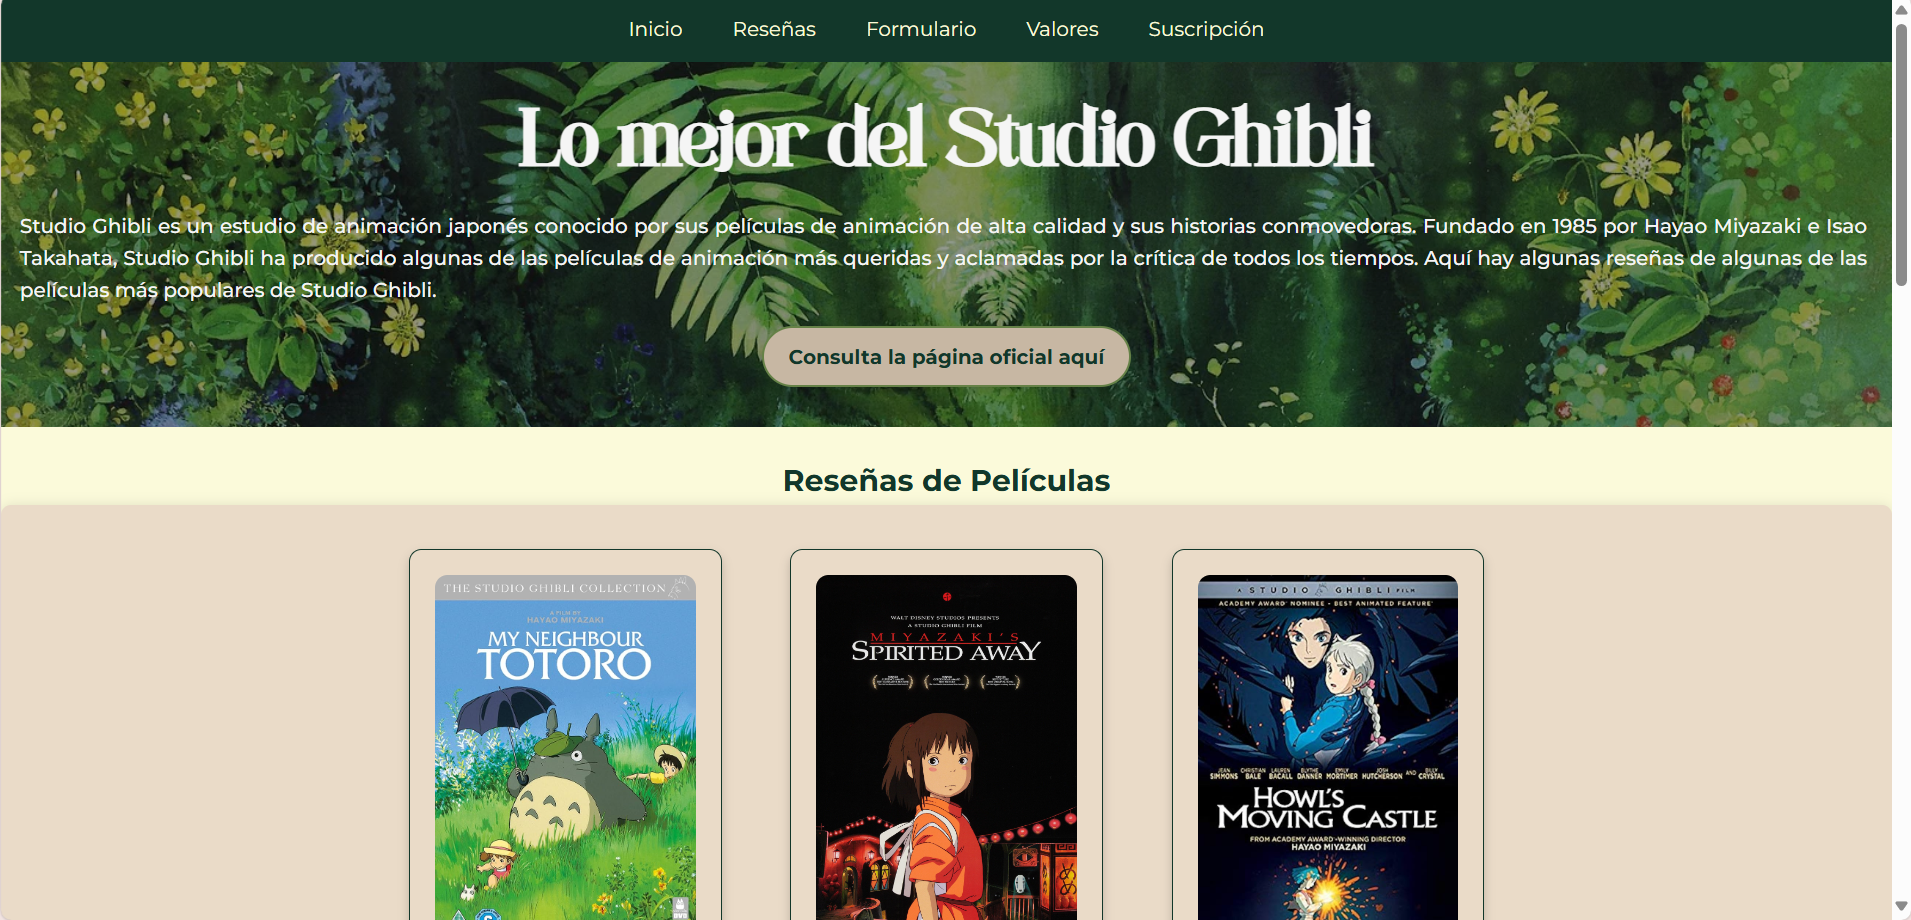 Inicio Reseñas Formulario Valores Suscripción
Lo mejor del Studio Ghibli
Studio Ghibli es un estudio de animación japonés conocido por sus películas de animación de alta calidad y sus historias conmovedoras. Fundado en 1985 por Hayao Miyazaki e Isao
Takahata, Studio Ghibli ha producido algunas de las películas de animación más queridas y aclamadas por la crítica de todos los tiempos. Aquí hay algunas reseñas de algunas de las
películas más populares de Studio Ghibli.
Consulta la página oficial aquí
Reseñas de Películas
THE STUDIO GHIBLI COLLECTION
A FILM BY
HAYAO MIYAZAKI
MY NEIGHBOUR
TOTORO
DVD
WALT DISNEY STUDIOS PRESENTS
A STUDIO GHIBLI FILM
MIYAZAKI'S
SPIRITED AWAY
A STUDIO GHIBLI FILM
ACADEMY AWARD® NOMINEE - BEST ANIMATED FEATURE
JEAN SIMMONS CHRISTIAN BALE LAUREN BACALL BLYTHE DANNER EMILY MORTIMER JOSH HUTCHERSON AND BILLY CRYSTAL
HOWL'S
MOVING CASTLE
FROM ACADEMY AWARD®-WINNING DIRECTOR
HAYAO MIYAZAKI